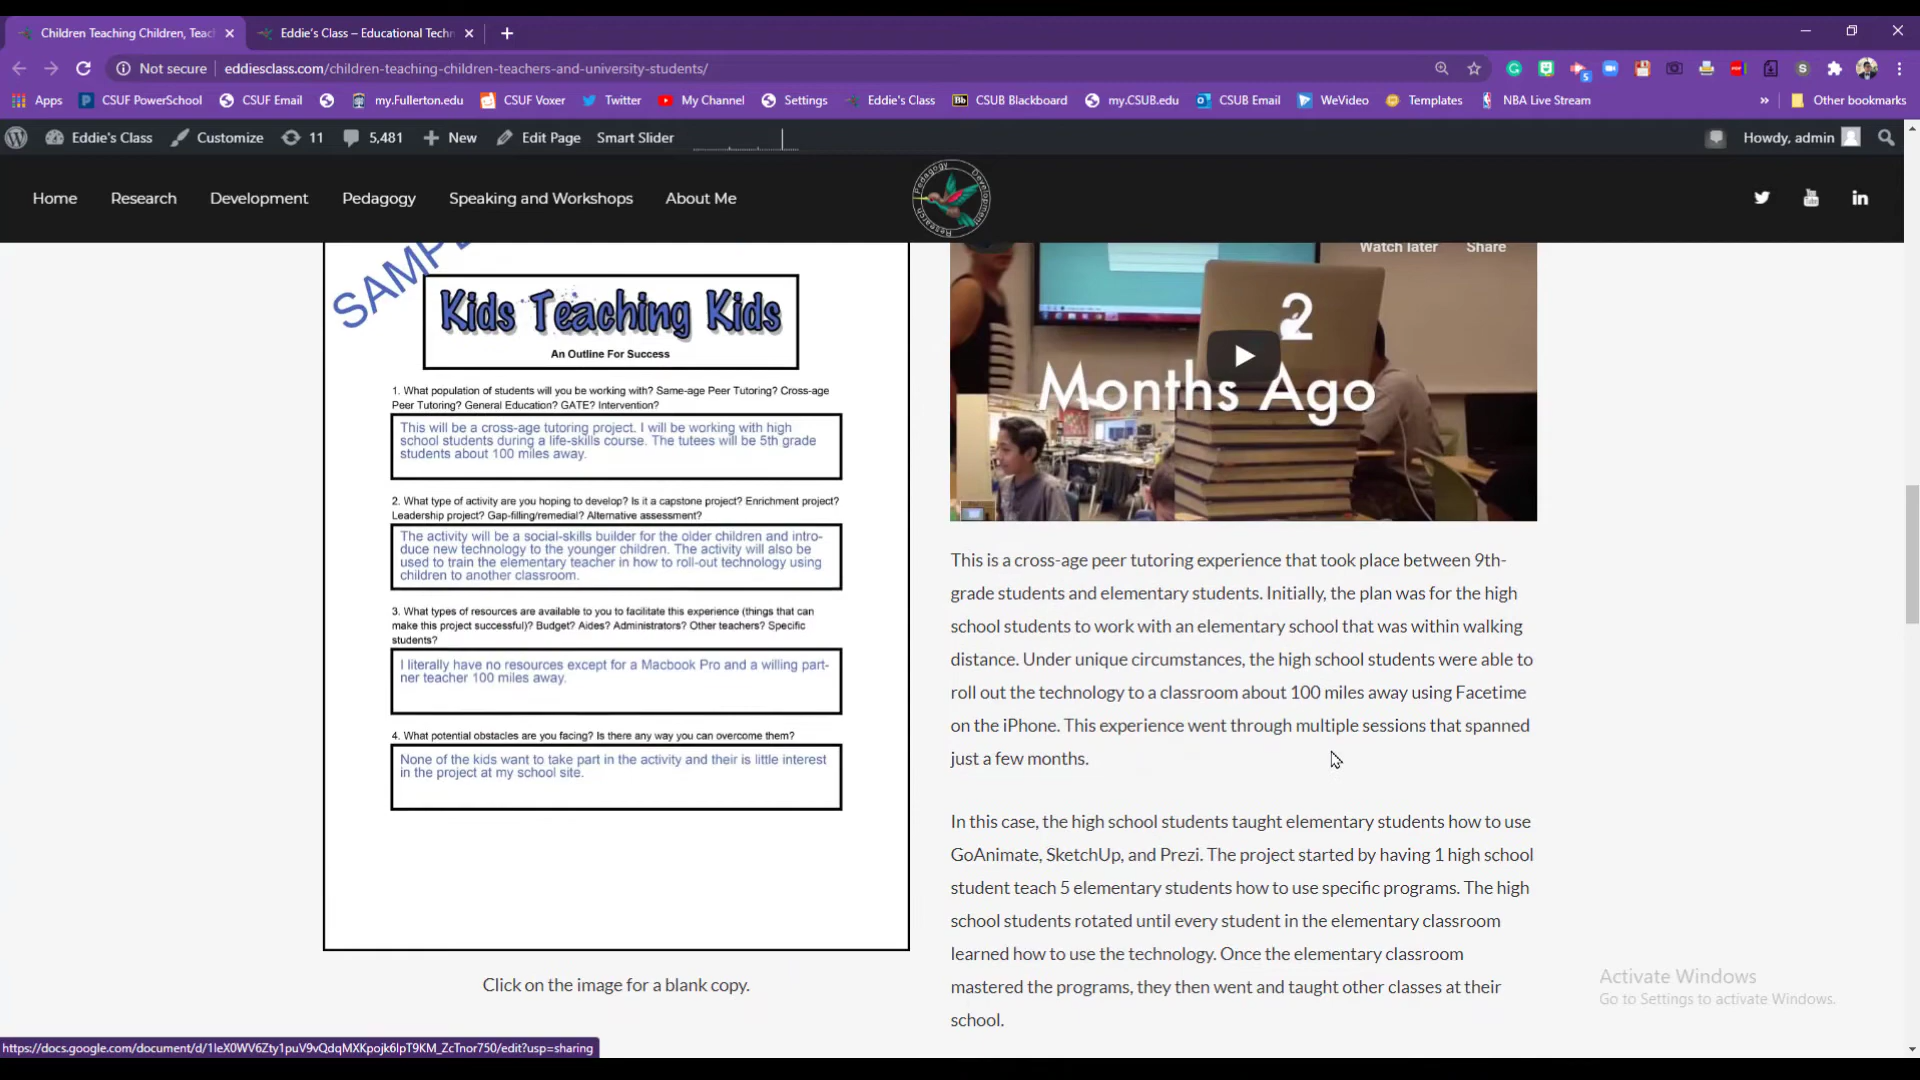 Children Teaching Children, Teac
Eddie's Class – Educational Techn
Not secure
eddiesclass.com/children-teaching-children-teachers-and-university-students/
Apps
CSUF PowerSchool
CSUF Email
my.Fullerton.edu
CSUF Voxer
Twitter
My Channel
Settings
Eddie's Class
CSUB Blackboard
my.CSUB.edu
CSUB Email
WeVideo
Templates
NBA Live Stream
»
Other bookmarks
Eddie's Class
Customize
11
5,481
New
Edit Page
Smart Slider
Howdy, admin
Home
Research
Development
Pedagogy
Speaking and Workshops
About Me
Pedagogy
Development
Research
SAMP
Kids Teaching Kids
An Outline For Success
1. What population of students will you be working with? Same-age Peer Tutoring? Cross-age
Peer Tutoring? General Education? GATE? Intervention?
This will be a cross-age tutoring project. I will be working with high
school students during a life-skills course. The tutees will be 5th grade
students about 100 miles away.
2. What type of activity are you hoping to develop? Is it a capstone project? Enrichment project?
Leadership project? Gap-filling/remedial? Alternative assessment?
The activity will be a social-skills builder for the older children and intro-
duce new technology to the younger children. The activity will also be
used to train the elementary teacher in how to roll-out technology using
children to another classroom.
3. What types of resources are available to you to facilitate this experience (things that can
make this project successful)? Budget? Aides? Administrators? Other teachers? Specific
students?
I literally have no resources except for a Macbook Pro and a willing part-
ner teacher 100 miles away.
4. What potential obstacles are you facing? Is there any way you can overcome them?
None of the kids want to take part in the activity and their is little interest
in the project at my school site.
Click on the image for a blank copy.
Watch later
Share
2
Months Ago
This is a cross-age peer tutoring experience that took place between 9th-
grade students and elementary students. Initially, the plan was for the high
school students to work with an elementary school that was within walking
distance. Under unique circumstances, the high school students were able to
roll out the technology to a classroom about 100 miles away using Facetime
on the iPhone. This experience went through multiple sessions that spanned
just a few months.
In this case, the high school students taught elementary students how to use
GoAnimate, SketchUp, and Prezi. The project started by having 1 high school
student teach 5 elementary students how to use specific programs. The high
school students rotated until every student in the elementary classroom
learned how to use the technology. Once the elementary classroom
mastered the programs, they then went and taught other classes at their
school.
Activate Windows
Go to Settings to activate Windows.
https://docs.google.com/document/d/1leX0WV6Zty1puV9vQdqMXKpojk6lpT9KM_ZcTnor750/edit?usp=sharing